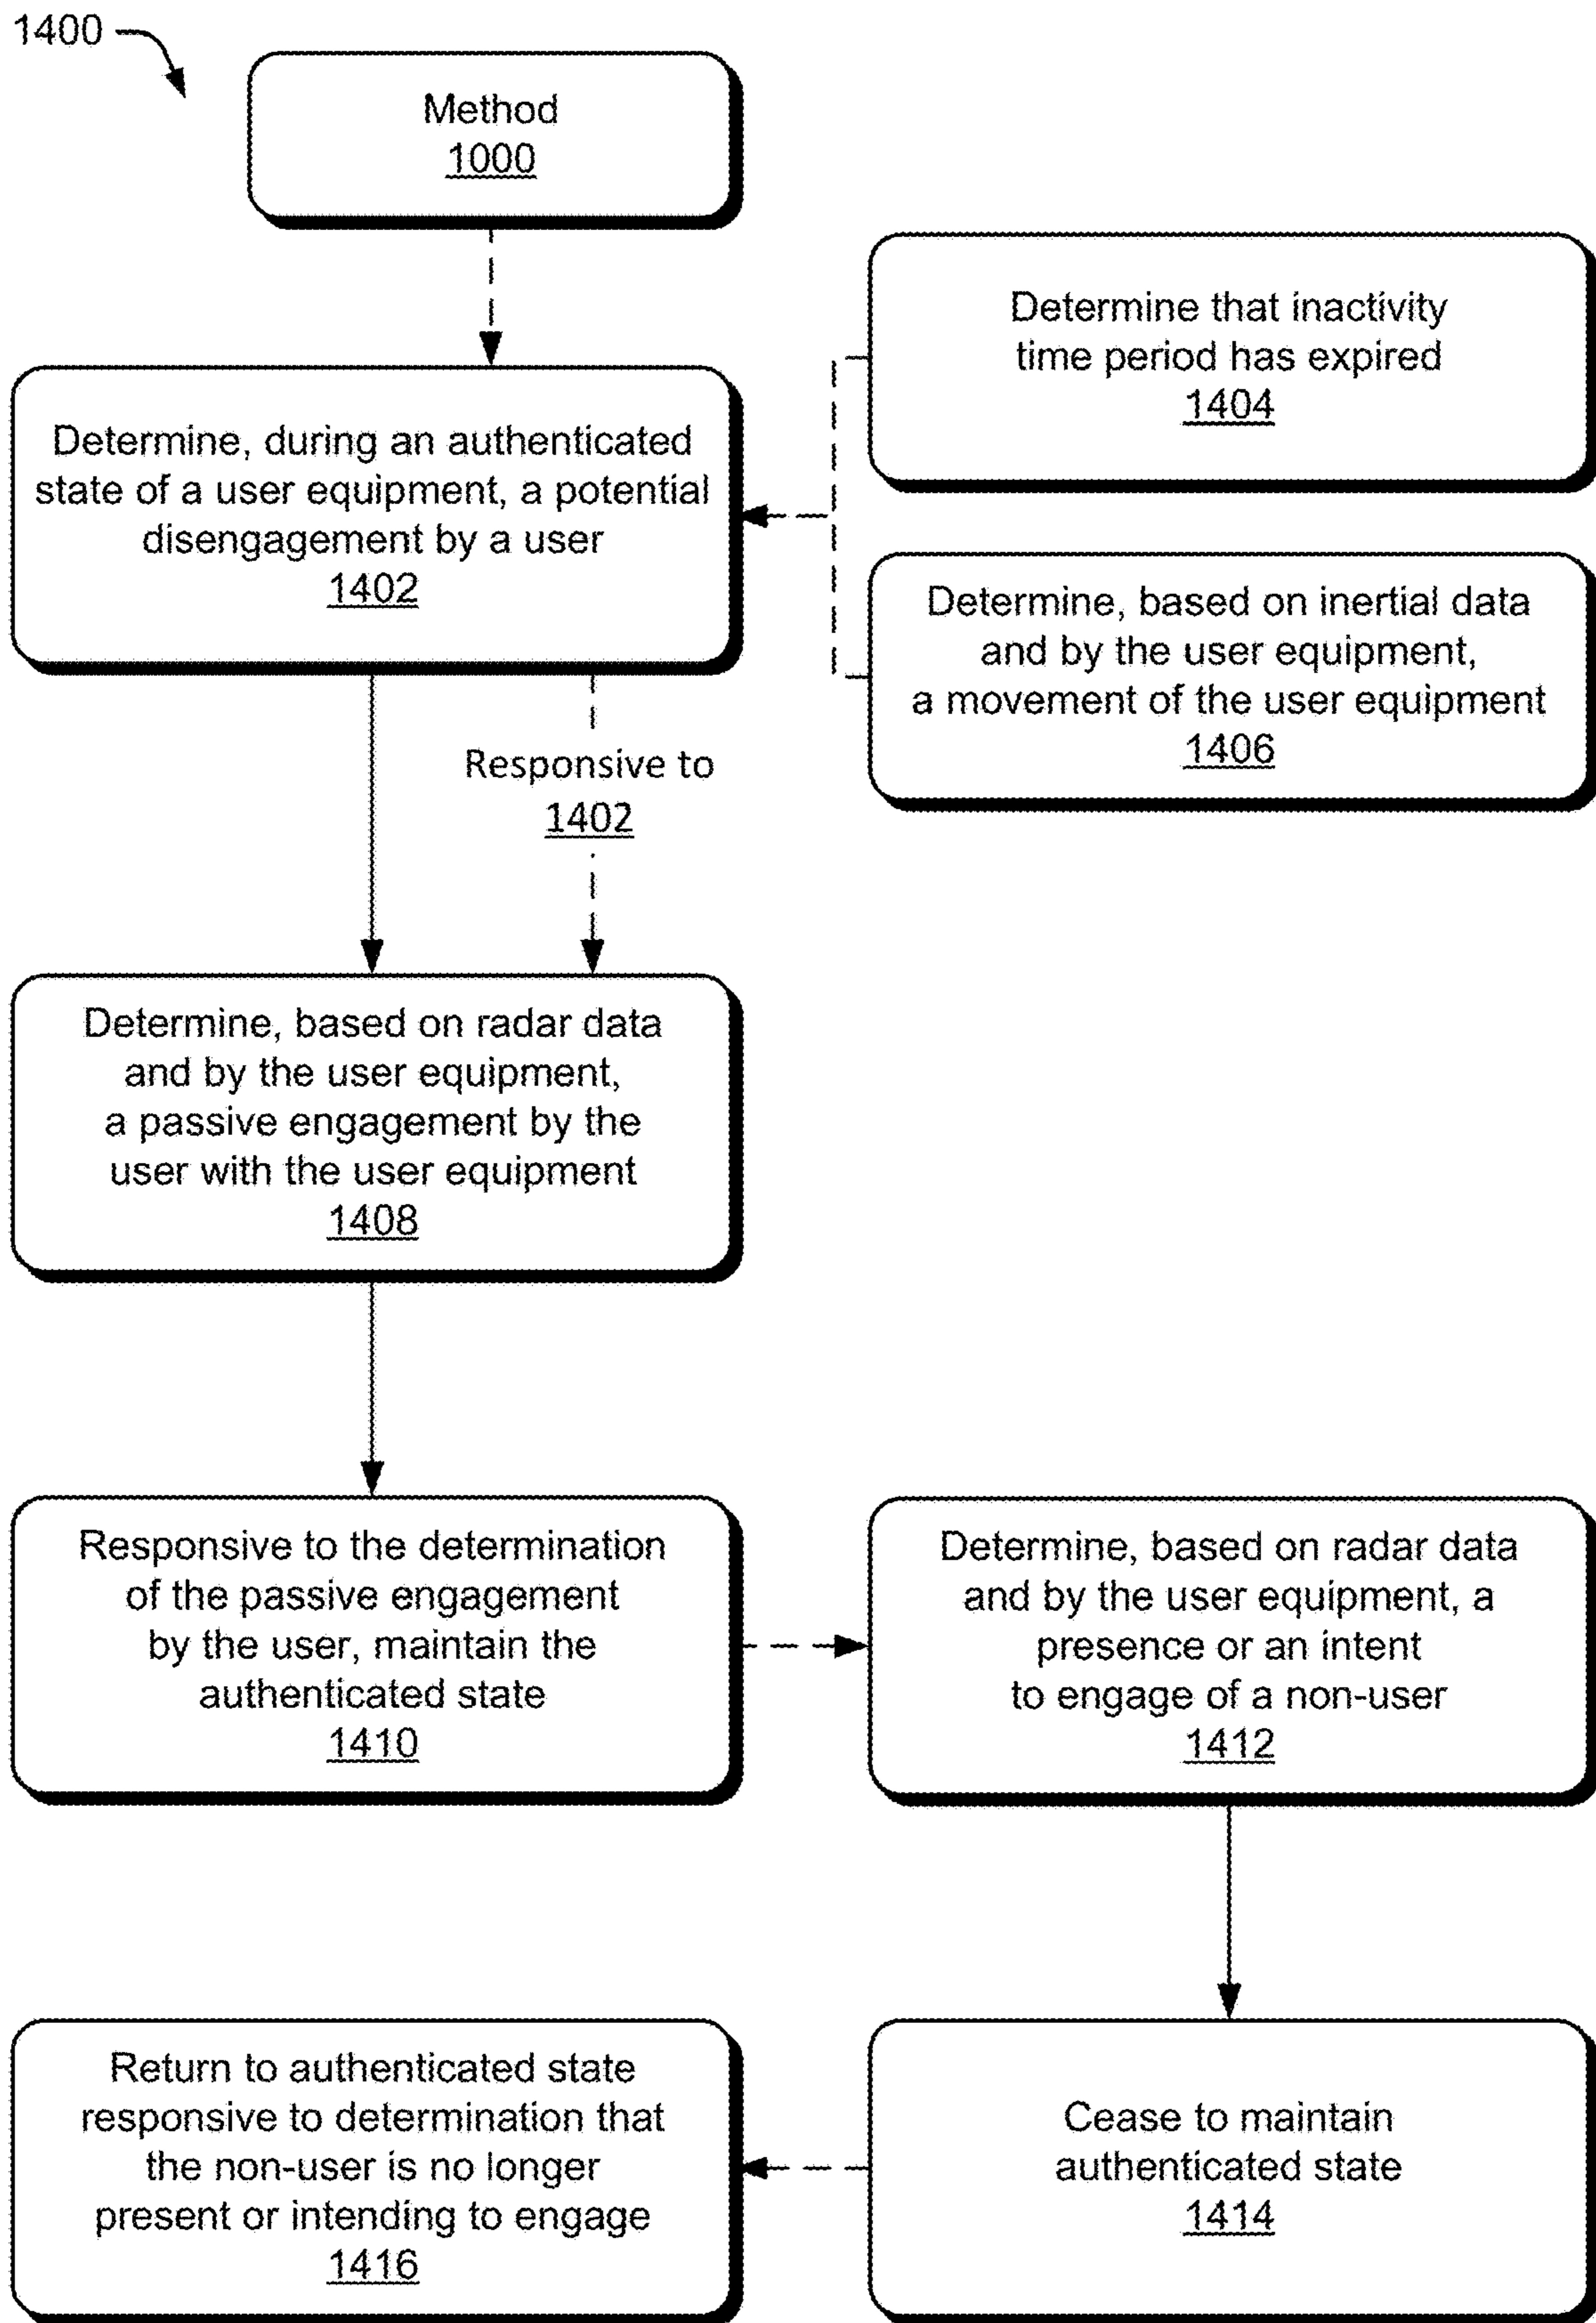 1400
Method
1000
Determine that inactivity
time period has expired
1404
Determine, during an authenticated
state of a user equipment, a potential
disengagement by a user
1402
Determine, based on inertial data
and by the user equipment,
a movement of the user equipment
1406
Responsive to
1402
Determine, based on radar data
and by the user equipment,
a passive engagement by the
user with the user equipment
1408
Responsive to the determination
of the passive engagement
by the user, maintain the
authenticated state
1410
Determine, based on radar data
and by the user equipment, a
presence or an intent
to engage of a non-user
1412
Cease to maintain
authenticated state
1414
Return to authenticated state
responsive to determination that
the non-user is no longer
present or intending to engage
1416